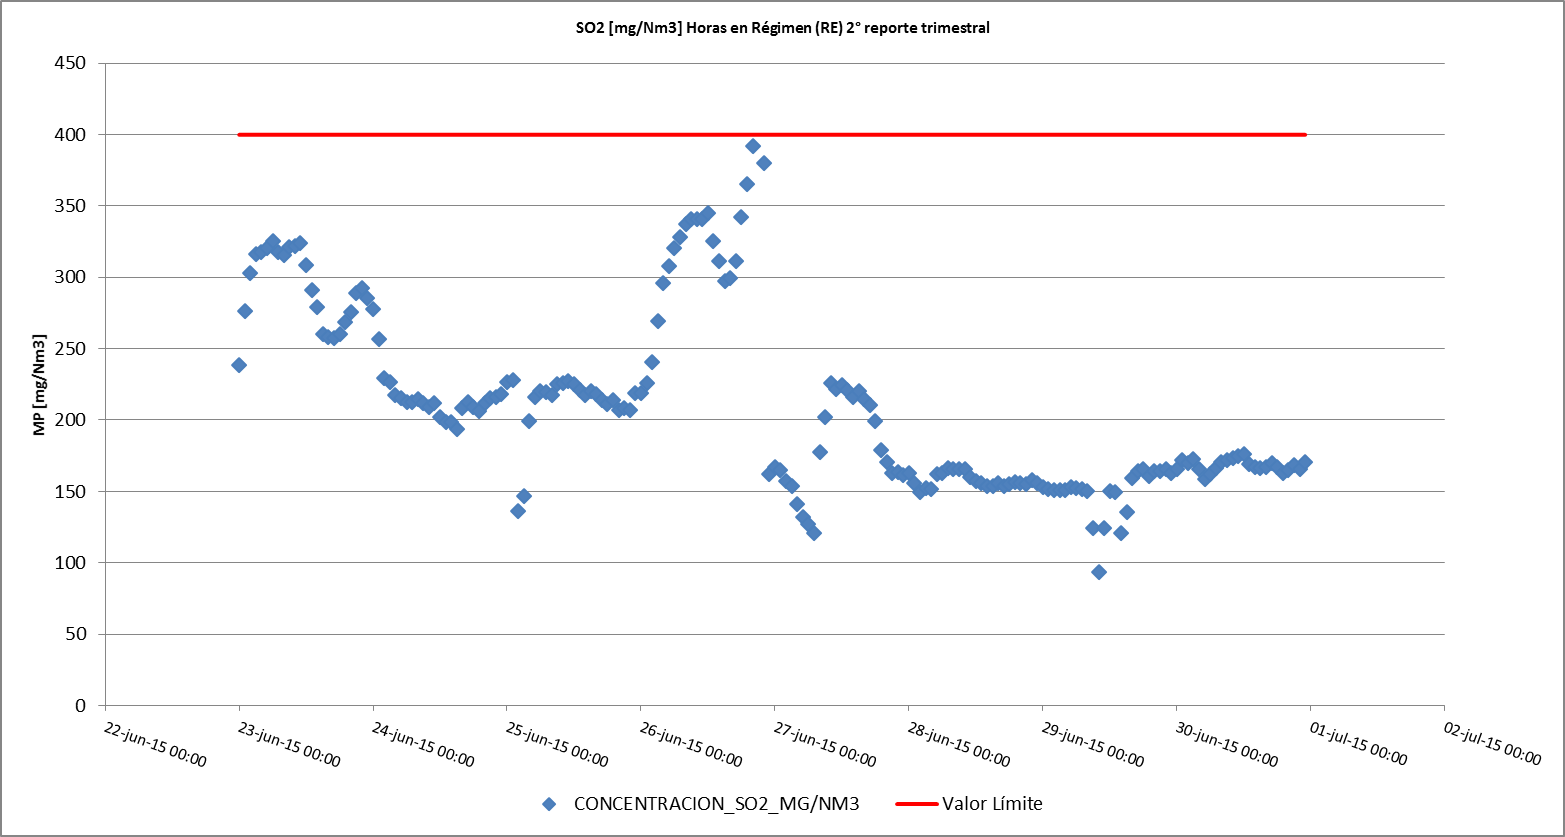 SO2 [mg/Nm3] Horas en Régimen (RE) 2° reporte trimestral
450
400
350
300
250
200
150
100
50
0
MP [mg/Nm3]
22-jun-15 00:00
23-jun-15 00:00
24-jun-15 00:00
25-jun-15 00:00
26-jun-15 00:00
27-jun-15 00:00
28-jun-15 00:00
29-jun-15 00:00
30-jun-15 00:00
01-jul-15 00:00
02-jul-15 00:00
CONCENTRACION_SO2_MG/NM3 Valor Límite